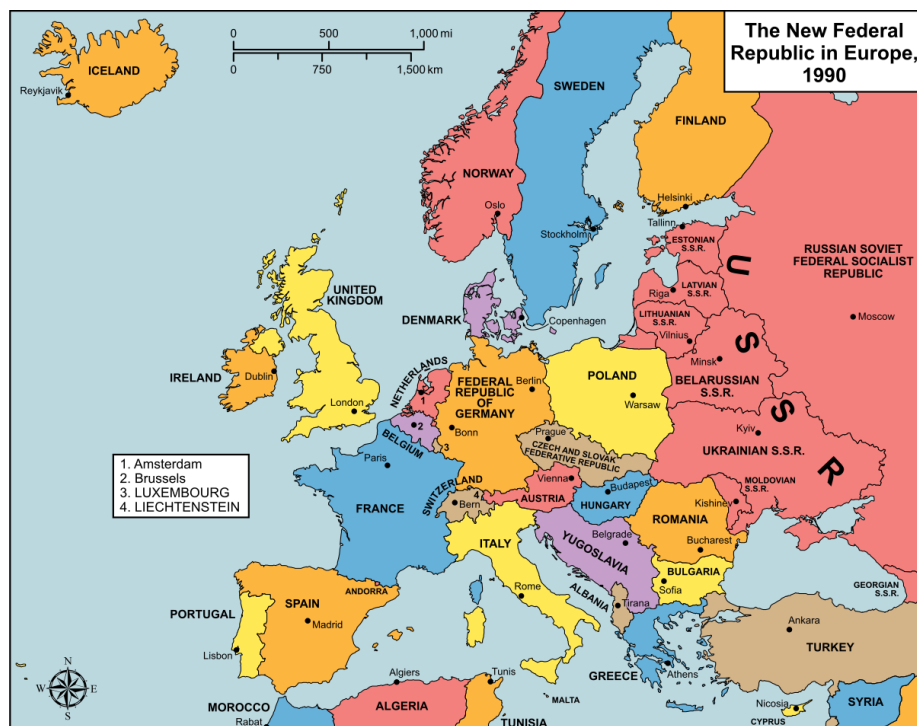 The New Federal
Republic in Europe,
1990
0 500 1,000 mi
0 750 1,500 km
ICELAND
Reykjavik
SWEDEN
FINLAND
NORWAY
Oslo
Helsinki
Tallinn
Stockholm
ESTONIAN
S.S.R.
U
S
S
R
RUSSIAN SOVIET
FEDERAL SOCIALIST
REPUBLIC
Moscow
UNITED
KINGDOM
Riga
LATVIAN
S.S.R.
DENMARK
Copenhagen
LITHUANIAN
S.S.R.
Vilnius
Minsk
BELARUSSIAN
S.S.R.
IRELAND
Dublin
London
NETHERLANDS
1
FEDERAL
REPUBLIC
OF
GERMANY
Berlin
POLAND
Warsaw
BELGIUM
2
3
Bonn
Prague
CZECH AND SLOVAK
FEDERATIVE REPUBLIC
Kyiv
UKRAINIAN S.S.R.
1. Amsterdam
2. Brussels
3. LUXEMBOURG
4. LIECHTENSTEIN
Paris
FRANCE
SWITZERLAND
Bern
4
Vienna
AUSTRIA
Budapest
HUNGARY
MOLDOVIAN
S.S.R.
Kishinev
ROMANIA
Bucharest
ITALY
Rome
YUGOSLAVIA
Belgrade
BULGARIA
Sofia
GEORGIAN
S.S.R.
ANDORRA
PORTUGAL
Lisbon
SPAIN
Madrid
ALBANIA
Tirana
Ankara
TURKEY
GREECE
Athens
N
W
E
S
MOROCCO
Rabat
Algiers
ALGERIA
Tunis
TUNISIA
MALTA
Nicosia
CYPRUS
SYRIA